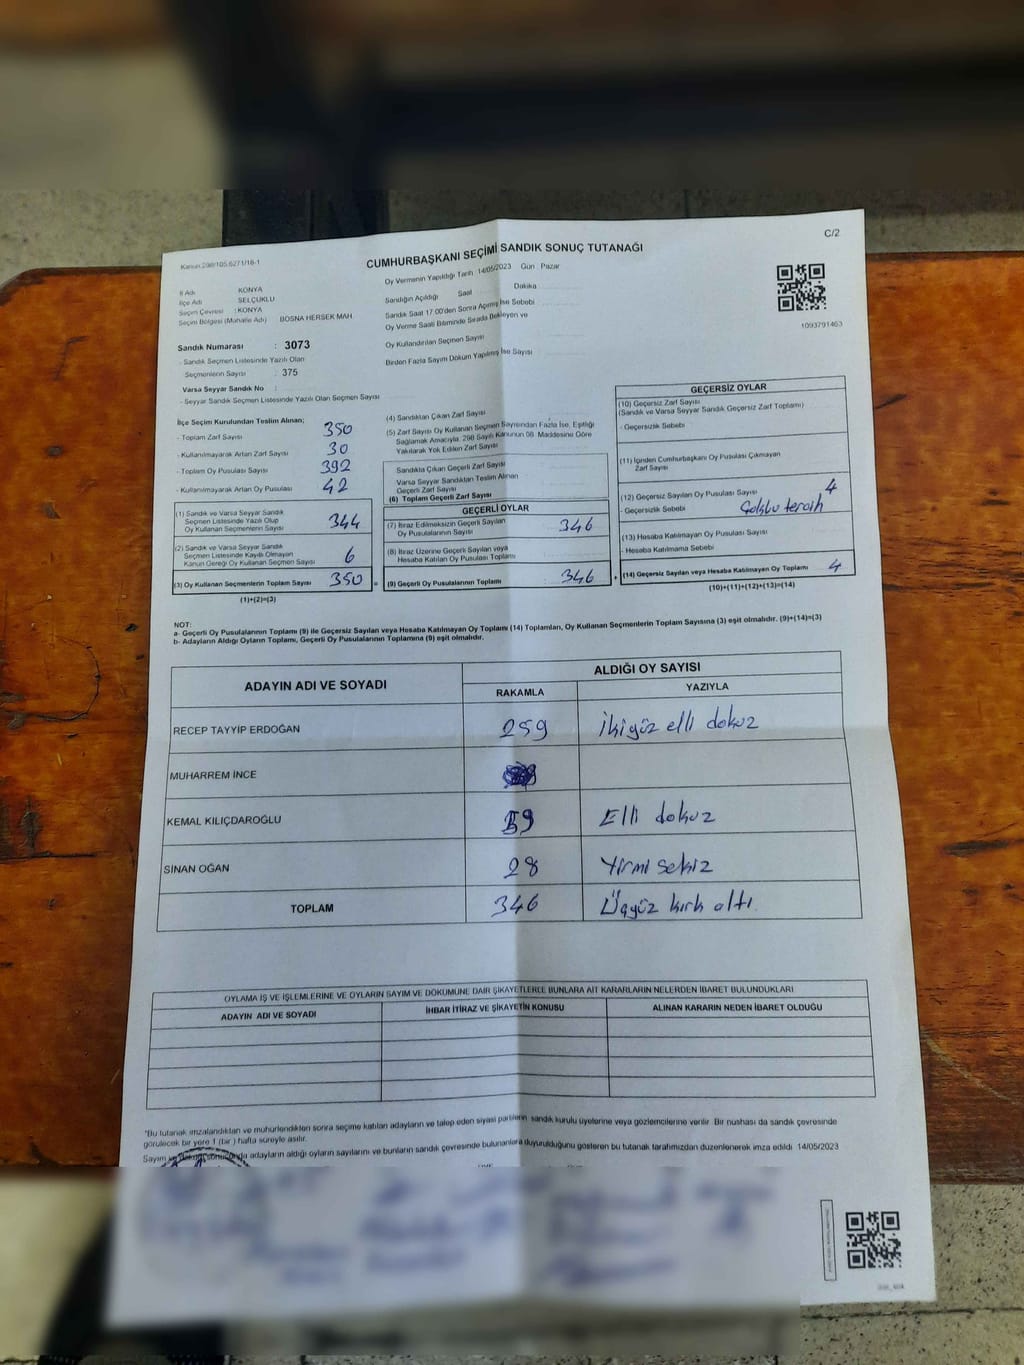 C/2
Kanun 298/105,6271/18-1
CUMHURBAŞKANI SEÇİMİ SANDIK SONUÇ TUTANAĞI
Oy Vermenin Yapıldığı Tarih 14/05/2023 Gün : Pazar
İl Adı KONYA
İlçe Adı SELÇUKLU
Seçim Çevresi : KONYA
Seçim Bölgesi (Mahalle Adı) BOSNA HERSEK MAH.
Sandığın Açıldığı Saat Dakika
Sandık Saat 17.00'den Sonra Açılmış İse Sebebi
Oy Verme Saati Bitiminde Sırada Bekleyen ve
Oy Kullandırılan Seçmen Sayısı
Birden Fazla Sayım Döküm Yapılmış İse Sayısı
1093791463
Sandık Numarası : 3073
- Sandık Seçmen Listesinde Yazılı Olan
Seçmenlerin Sayısı : 375
Varsa Seyyar Sandık No :
- Seyyar Sandık Seçmen Listesinde Yazılı Olan Seçmen Sayısı
İlçe Seçim Kurulundan Teslim Alınan;
- Toplam Zarf Sayısı 350
- Kullanılmayarak Artan Zarf Sayısı 30
- Toplam Oy Pusulası Sayısı 392
- Kullanılmayarak Artan Oy Pusulası 42
(1) Sandık ve Varsa Seyyar Sandık
Seçmen Listesinde Yazılı Olup
Oy Kullanan Seçmenlerin Sayısı 344
(2) Sandık ve Varsa Seyyar Sandık
Seçmen Listesinde Kayıtlı Olmayan
Kanun Gereği Oy Kullanan Seçmen Sayısı 6
(3) Oy Kullanan Seçmenlerin Toplam Sayısı 350 =
(1)+(2)=(3)
(4) Sandıktan Çıkan Zarf Sayısı
(5) Zarf Sayısı Oy Kullanan Seçmen Sayısından Fazla İse, Eşitliği
Sağlamak Amacıyla, 298 Sayılı Kanunun 98. Maddesine Göre
Yakılarak Yok Edilen Zarf Sayısı
Sandıkta Çıkan Geçerli Zarf Sayısı
Varsa Seyyar Sandıktan Teslim Alınan
Geçerli Zarf Sayısı
(6) Toplam Geçerli Zarf Sayısı
GEÇERLİ OYLAR
(7) İtiraz Edilmeksizin Geçerli Sayılan
Oy Pusulalarının Sayısı 346
(8) İtiraz Üzerine Geçerli Sayılan veya
Hesaba Katılan Oy Pusulası Toplamı
(9) Geçerli Oy Pusulalarının Toplamı 346 +
GEÇERSİZ OYLAR
(10) Geçersiz Zarf Sayısı
(Sandık ve Varsa Seyyar Sandık Geçersiz Zarf Toplamı)
- Geçersizlik Sebebi
(11) İçinden Cumhurbaşkanı Oy Pusulası Çıkmayan
Zarf Sayısı
(12) Geçersiz Sayılan Oy Pusulası Sayısı 4
- Geçersizlik Sebebi Çoklu tercih
(13) Hesaba Katılmayan Oy Pusulası Sayısı
- Hesaba Katılmama Sebebi
(14) Geçersiz Sayılan veya Hesaba Katılmayan Oy Toplamı 4
(10)+(11)+(12)+(13)=(14)
NOT:
a- Geçerli Oy Pusulalarının Toplamı (9) ile Geçersiz Sayılan veya Hesaba Katılmayan Oy Toplamı (14) Toplamları, Oy Kullanan Seçmenlerin Toplam Sayısına (3) eşit olmalıdır. (9)+(14)=(3)
b- Adayların Aldığı Oyların Toplamı, Geçerli Oy Pusulalarının Toplamına (9) eşit olmalıdır.
ADAYIN ADI VE SOYADI
ALDIĞI OY SAYISI
RAKAMLA YAZIYLA
RECEP TAYYİP ERDOĞAN 259 İkiyüz elli dokuz
MUHARREM İNCE
KEMAL KILIÇDAROĞLU 59 Elli dokuz
SİNAN OĞAN 28 Yirmi sekiz
TOPLAM 346 Üçyüz kırk altı
OYLAMA İŞ VE İŞLEMLERİNE VE OYLARIN SAYIM VE DÖKÜMÜNE DAİR ŞİKAYETLERLE BUNLARA AİT KARARLARIN NELERDEN İBARET BULUNDUKLARI
ADAYIN ADI VE SOYADI İHBAR İTİRAZ VE ŞİKAYETİN KONUSU ALINAN KARARIN NEDEN İBARET OLDUĞU
"Bu tutanak imzalandıktan ve mühürlendikten sonra seçime katılan adayların ve talep eden siyasi partilerin sandık kurulu üyelerine veya gözlemcilerine verilir. Bir nüshası da sandık çevresinde
görülecek bir yere 1 (bir) hafta süreyle asılır.
Sayım ve döküm sonucunda adayların aldığı oyların sayılarını ve bunların sandık çevresinde bulunanlara duyurulduğunu gösteren bu tutanak tarafımızdan düzenlenerek imza edildi. 14/05/2023